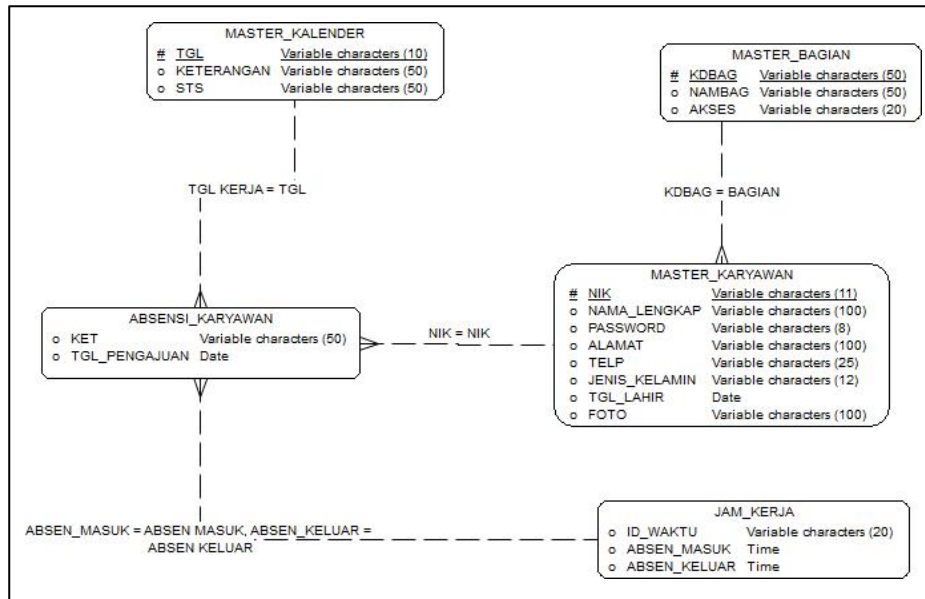 MASTER_KALENDER
# TGL Variable characters (10)
o KETERANGAN Variable characters (50)
o STS Variable characters (50)
MASTER_BAGIAN
# KDBAG Variable characters (50)
o NAMBAG Variable characters (50)
o AKSES Variable characters (20)
TGL KERJA = TGL
KDBAG = BAGIAN
MASTER_KARYAWAN
# NIK Variable characters (11)
o NAMA_LENGKAP Variable characters (100)
o PASSWORD Variable characters (8)
o ALAMAT Variable characters (100)
o TELP Variable characters (25)
o JENIS_KELAMIN Variable characters (12)
o TGL_LAHIR Date
o FOTO Variable characters (100)
ABSENSI_KARYAWAN
o KET Variable characters (50)
o TGL_PENGAJUAN Date
NIK = NIK
ABSEN_MASUK = ABSEN MASUK, ABSEN_KELUAR =
ABSEN KELUAR
JAM_KERJA
o ID_WAKTU Variable characters (20)
o ABSEN_MASUK Time
o ABSEN_KELUAR Time